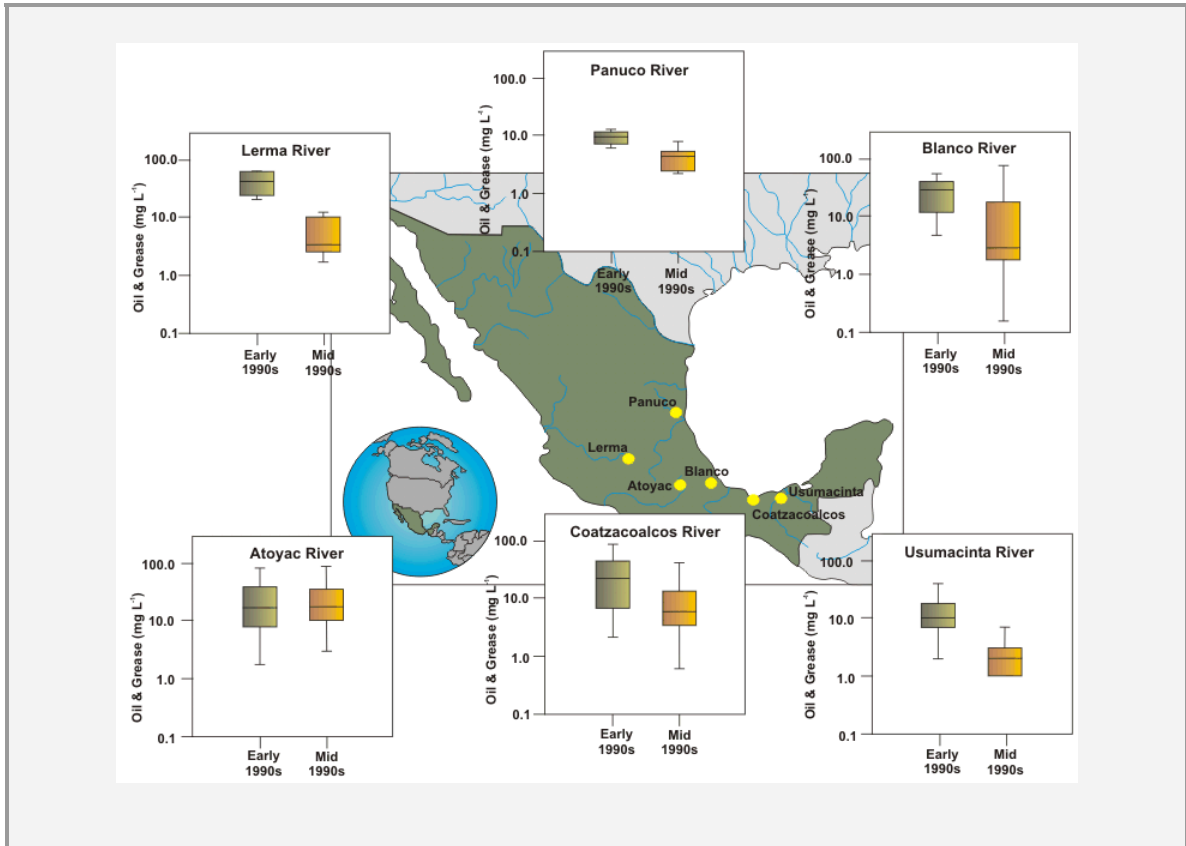 Panuco River
100.0
10.0
1.0
0.1
Oil & Grease (mg L⁻¹)
Early
1990s
Mid
1990s
Lerma River
100.0
10.0
1.0
0.1
Oil & Grease (mg L⁻¹)
Early
1990s
Mid
1990s
Blanco River
100.0
10.0
1.0
0.1
Oil & Grease (mg L⁻¹)
Early
1990s
Mid
1990s
Panuco
Lerma
Blanco
Atoyac
Usumacinta
Coatzacoalcos
Atoyac River
100.0
10.0
1.0
0.1
Oil & Grease (mg L⁻¹)
Early
1990s
Mid
1990s
Coatzacoalcos River
100.0
10.0
1.0
0.1
Oil & Grease (mg L⁻¹)
Early
1990s
Mid
1990s
Usumacinta River
100.0
10.0
1.0
0.1
Oil & Grease (mg L⁻¹)
Early
1990s
Mid
1990s